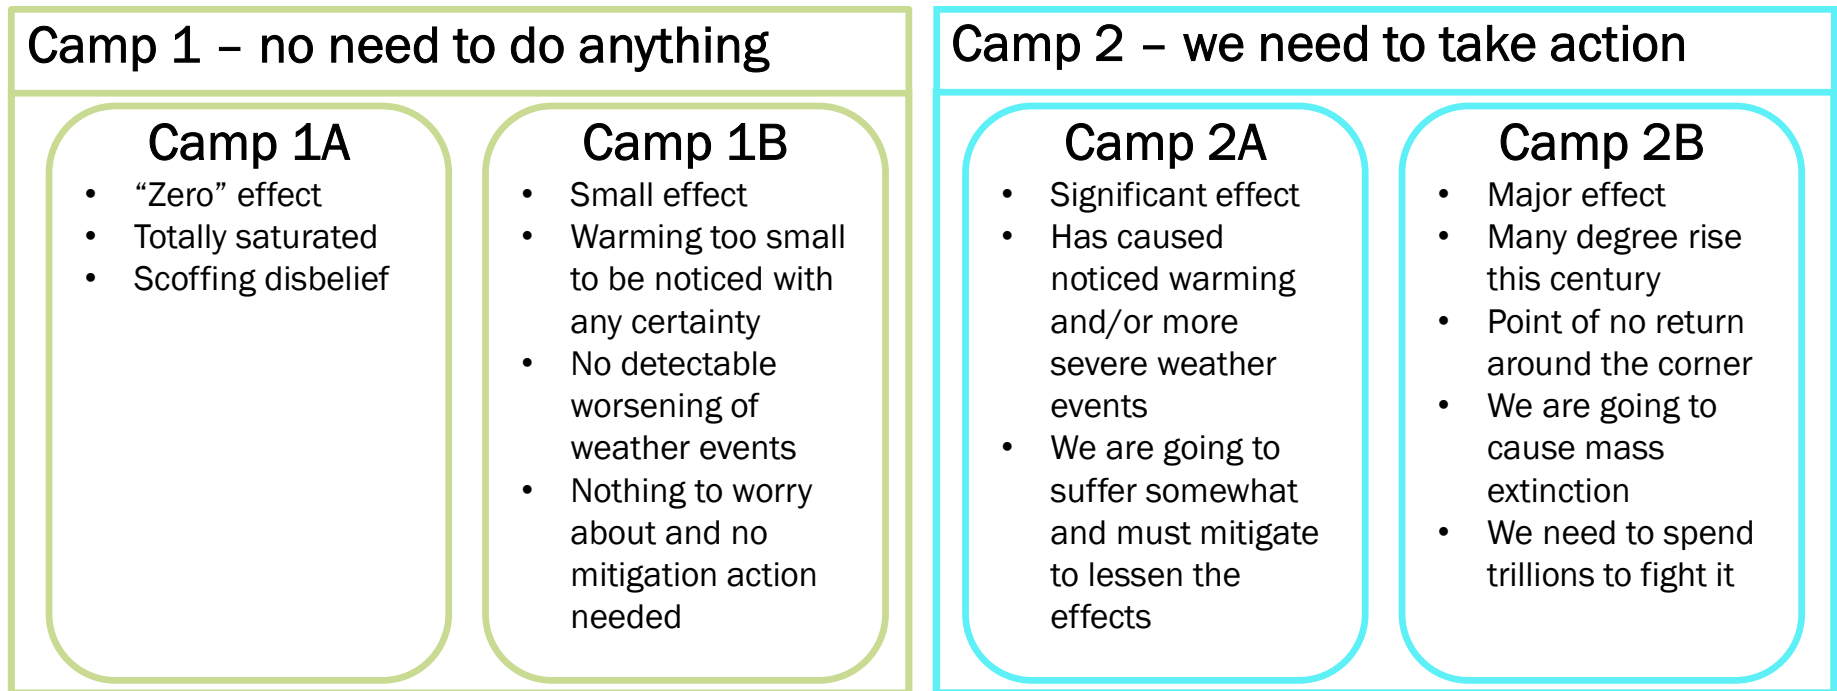 Camp 1 – no need to do anything
Camp 1A
• “Zero” effect
• Totally saturated
• Scoffing disbelief
Camp 1B
• Small effect
• Warming too small
to be noticed with
any certainty
• No detectable
worsening of
weather events
• Nothing to worry
about and no
mitigation action
needed
Camp 2 – we need to take action
Camp 2A
• Significant effect
• Has caused
noticed warming
and/or more
severe weather
events
• We are going to
suffer somewhat
and must mitigate
to lessen the
effects
Camp 2B
• Major effect
• Many degree rise
this century
• Point of no return
around the corner
• We are going to
cause mass
extinction
• We need to spend
trillions to fight it